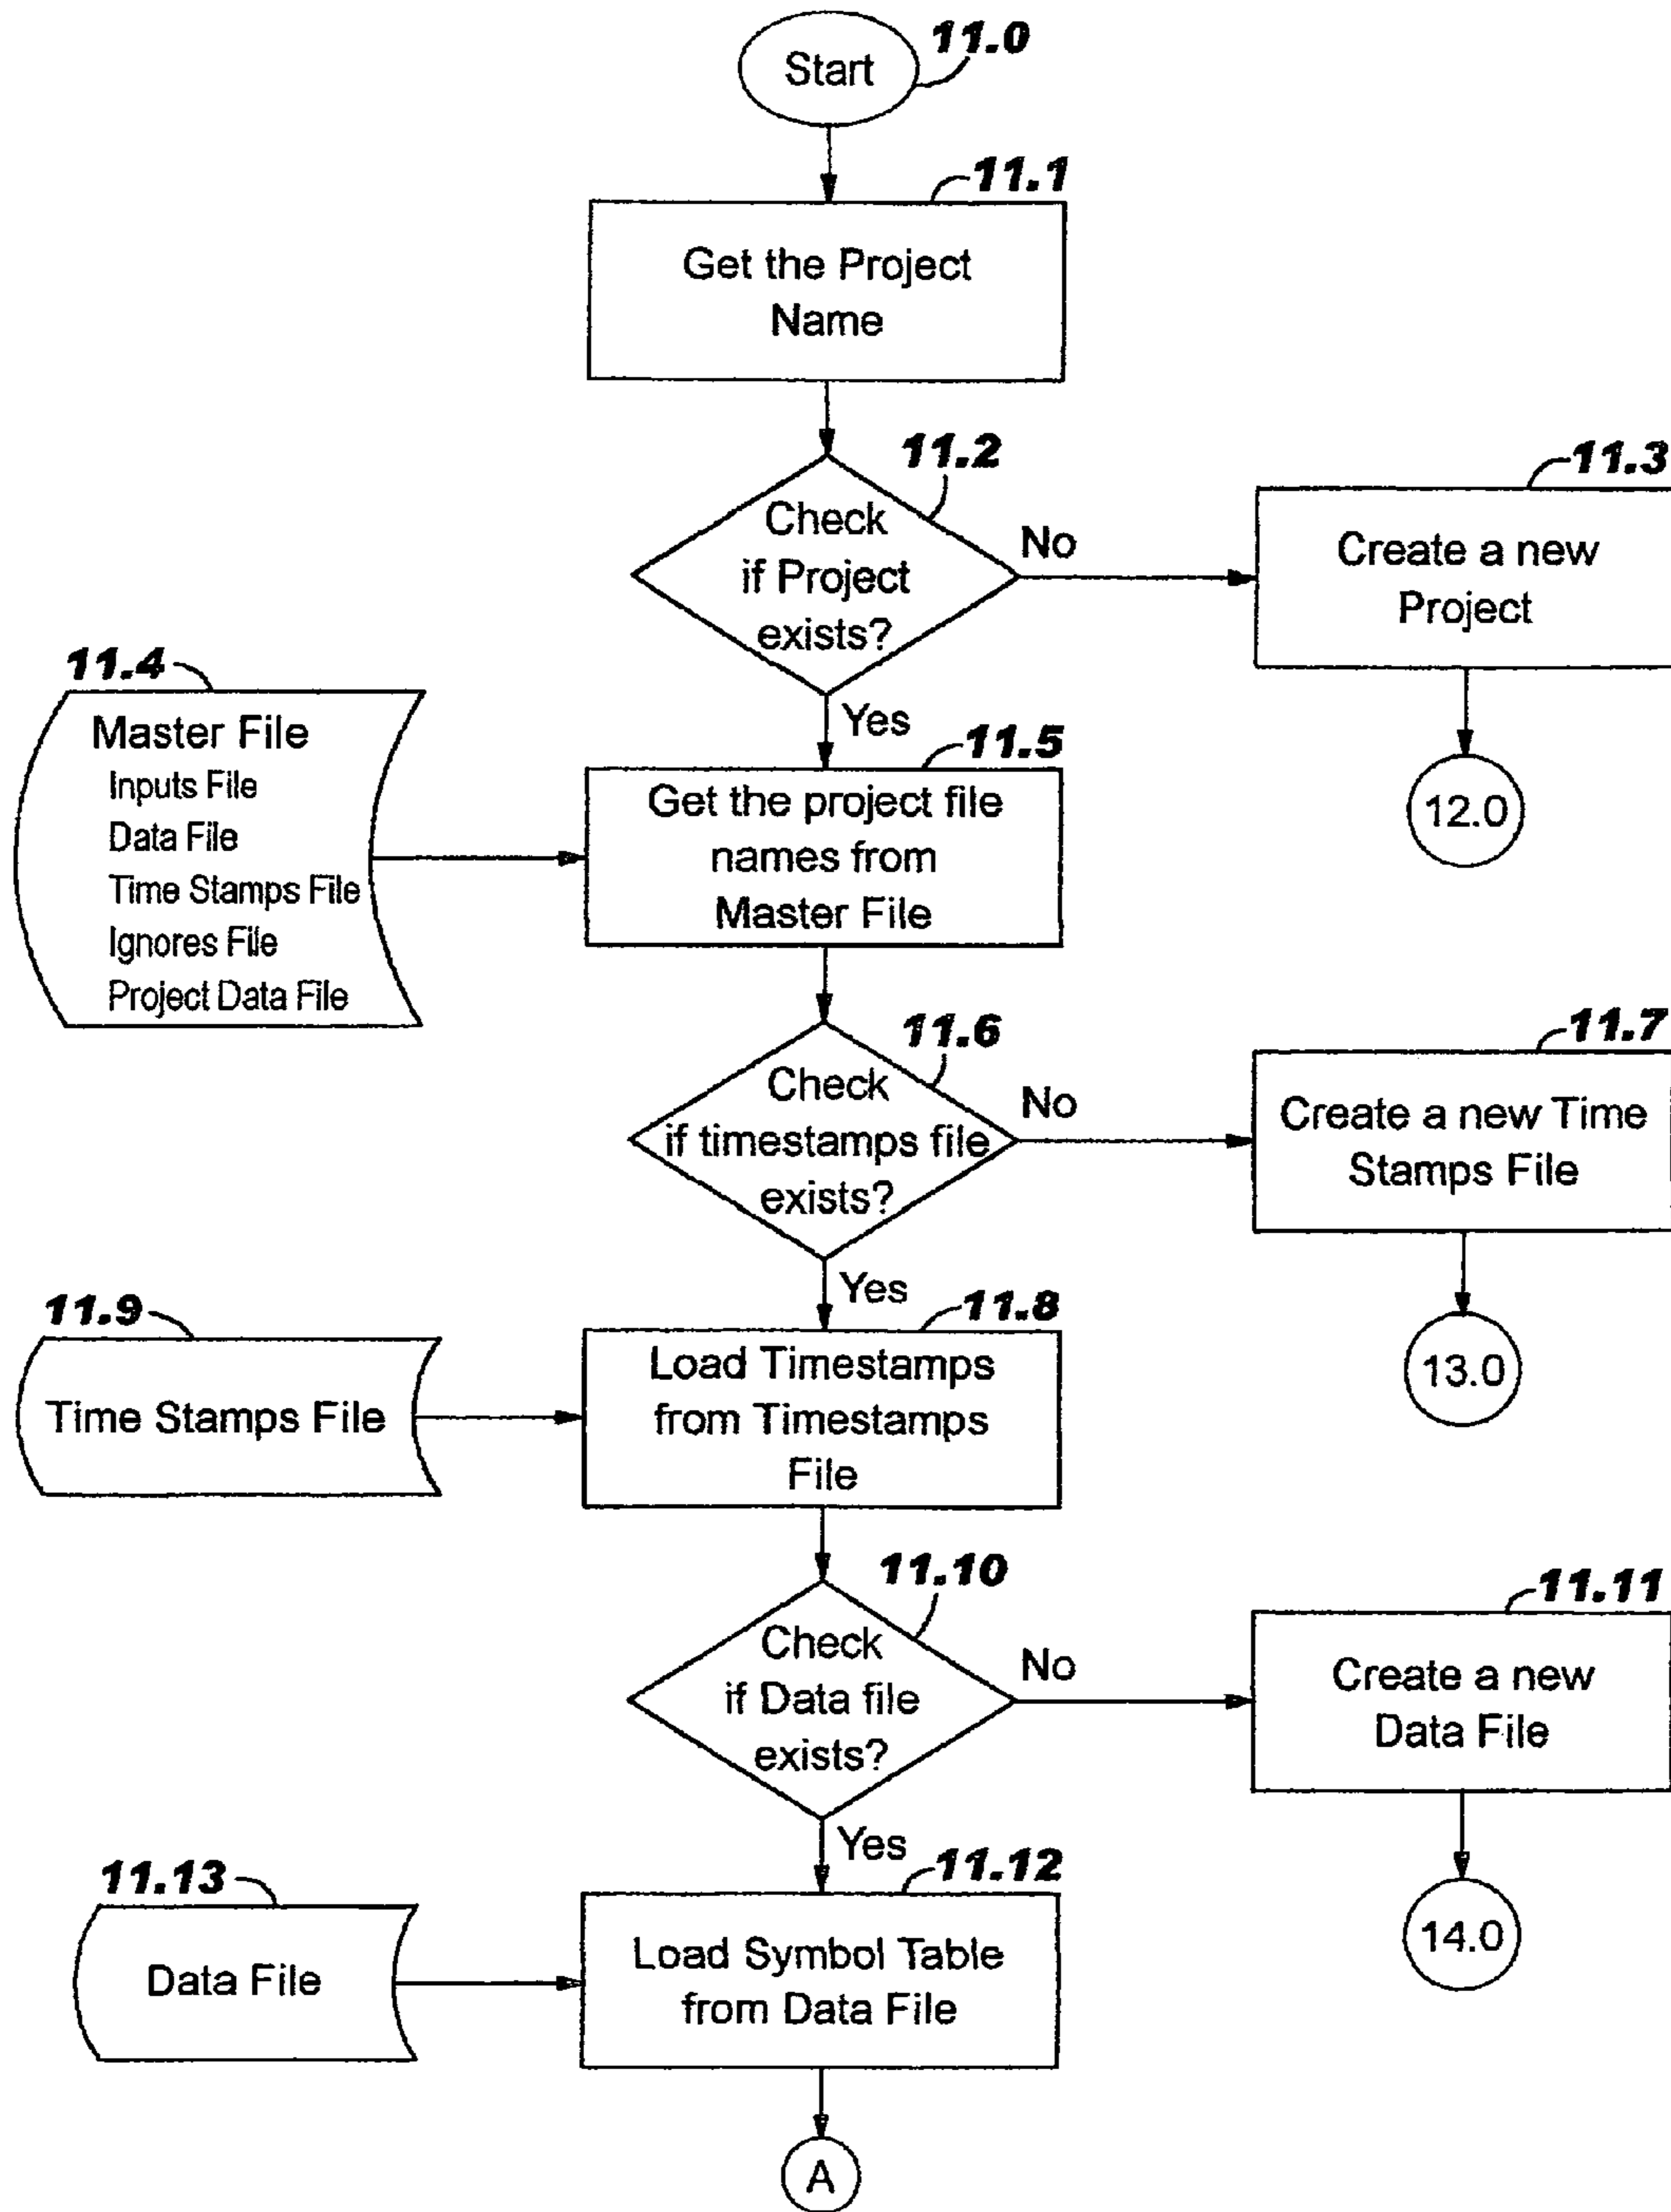 11.0
Start
11.1
Get the Project
Name
11.2
Check
if Project
exists?
No
11.3
Create a new
Project
12.0
Yes
11.4
Master File
Inputs File
Data File
Time Stamps File
Ignores File
Project Data File
11.5
Get the project file
names from
Master File
11.6
Check
if timestamps file
exists?
No
11.7
Create a new Time
Stamps File
13.0
Yes
11.9
Time Stamps File
11.8
Load Timestamps
from Timestamps
File
11.10
Check
if Data file
exists?
No
11.11
Create a new
Data File
14.0
Yes
11.13
Data File
11.12
Load Symbol Table
from Data File
A